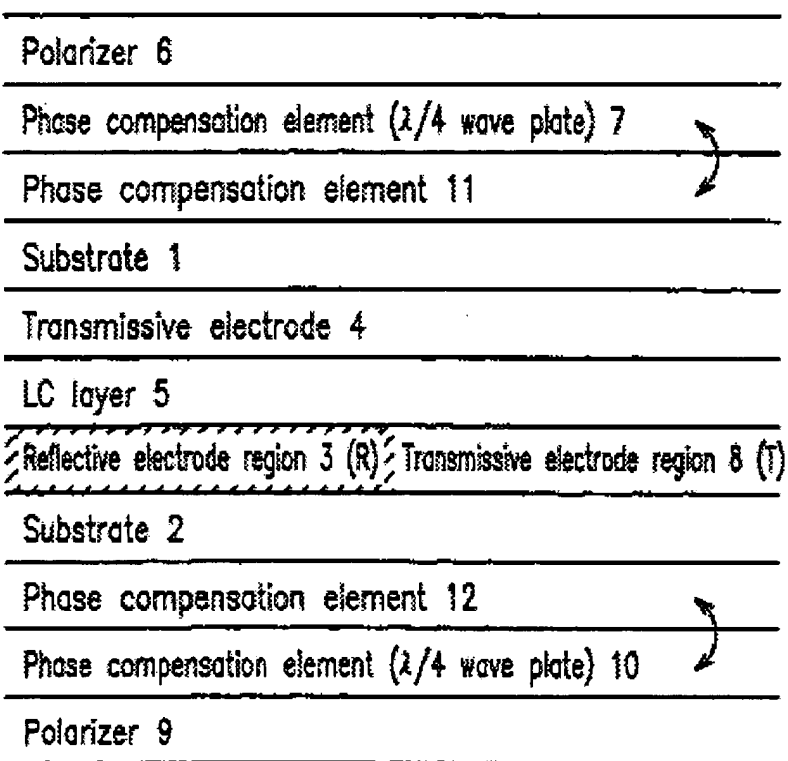 Polarizer 6
Phase compensation element (λ/4 wave plate) 7
Phase compensation element 11
Substrate 1
Transmissive electrode 4
LC layer 5
Reflective electrode region 3 (R) Transmissive electrode region 8 (T)
Substrate 2
Phase compensation element 12
Phase compensation element (λ/4 wave plate) 10
Polarizer 9